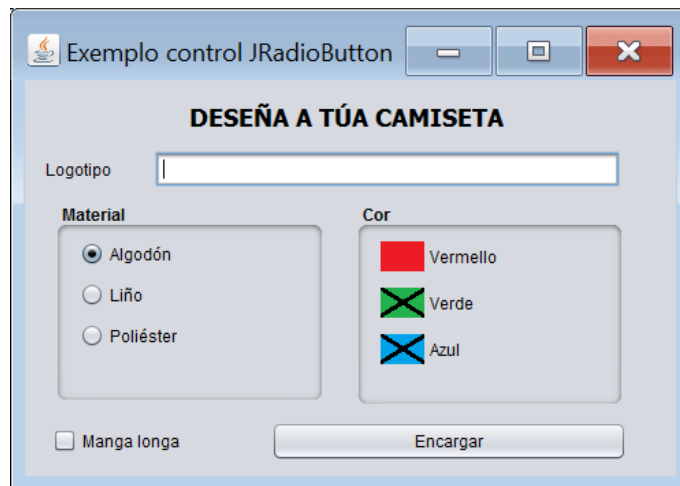 Exemplo control JRadioButton
DESEÑA A TÚA CAMISETA
Logotipo
Material
Cor
Algodón
Vermello
Liño
Verde
Poliéster
Azul
Manga longa
Encargar